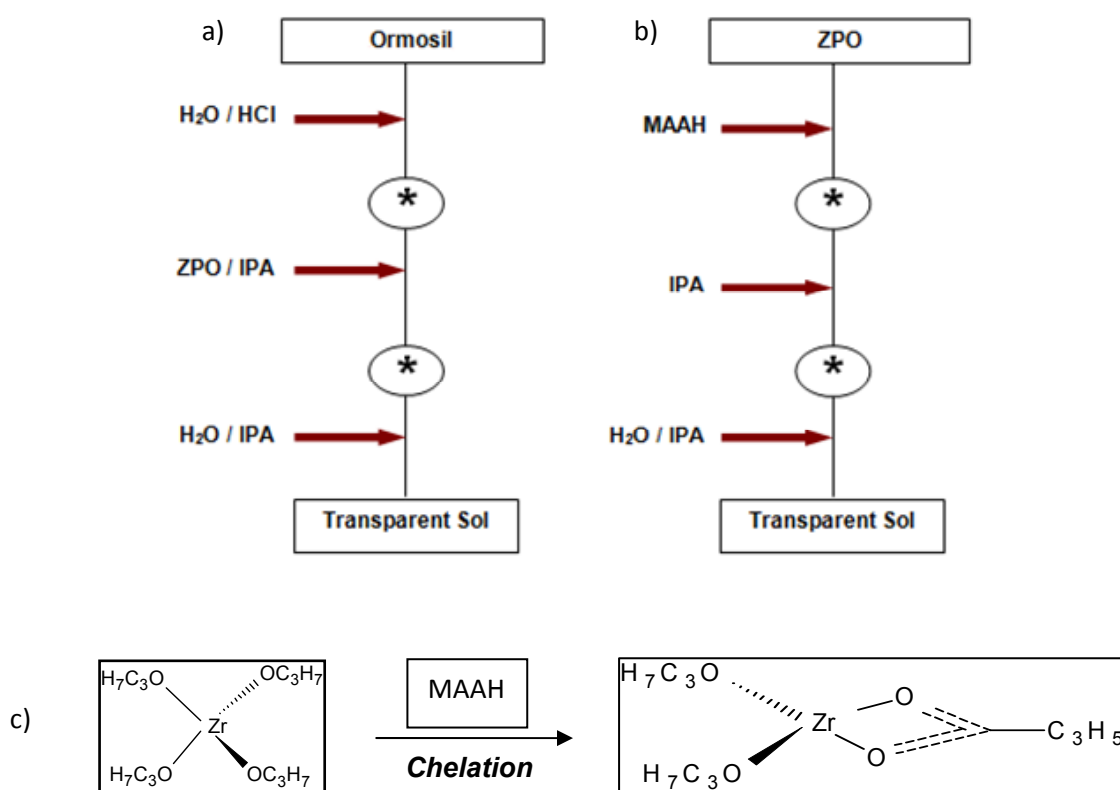 a)
Ormosil
H₂O / HCl
*
ZPO / IPA
*
H₂O / IPA
Transparent Sol
b)
ZPO
MAAH
*
IPA
*
H₂O / IPA
Transparent Sol
c)
H₇C₃O
OC₃H₇
Zr
H₇C₃O
OC₃H₇
MAAH
Chelation
H₇C₃O
O
Zr
C₃H₅
O
H₇C₃O